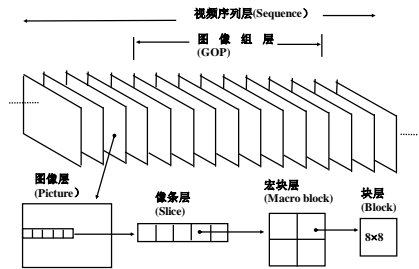 视频序列层(Sequence）
图 像 组 层
(GOP)
图像层
(Picture）
像条层
(Slice)
宏块层
(Macro block)
块层
(Block)
8×8